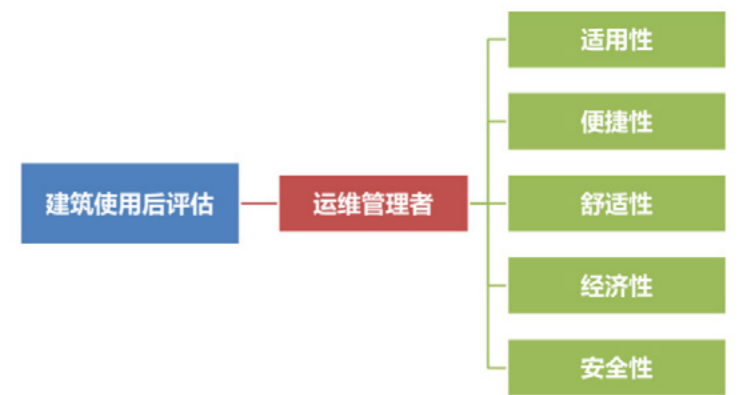 建筑使用后评估
运维管理者
适用性
便捷性
舒适性
经济性
安全性